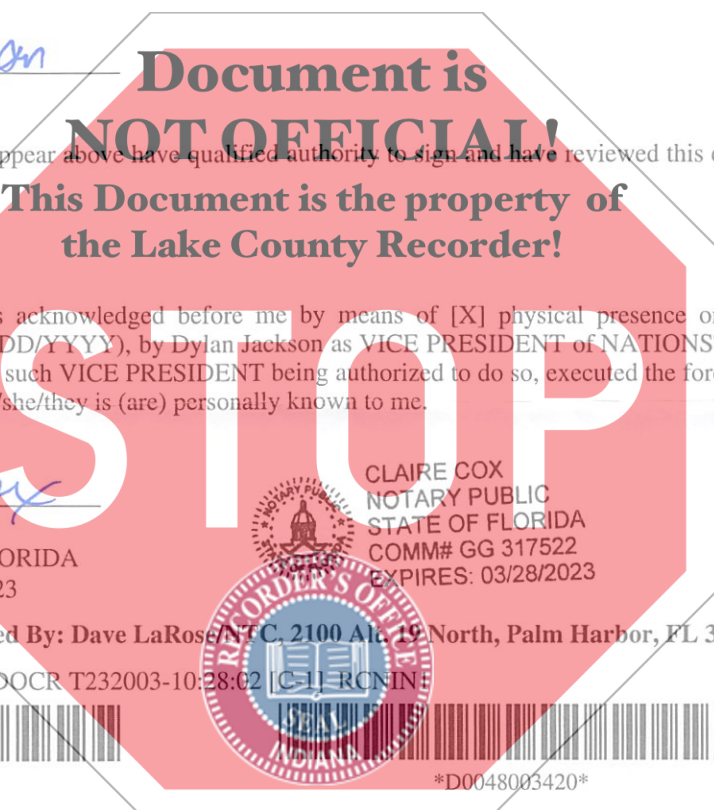 Document is
NOT OFFICIAL!
ppear above have qualified authority to sign and have reviewed this
This Document is the property of
the Lake County Recorder!
s acknowledged before me by means of [X] physical presence or
DD/YYYY), by Dylan Jackson as VICE PRESIDENT of NATIONS
such VICE PRESIDENT being authorized to do so, executed the for
/she/they is (are) personally known to me.
STOP
CLAIRE COX
NOTARY PUBLIC
STATE OF FLORIDA
COMM# GG 317522
EXPIRES: 03/28/2023
NOTARY PUBLIC
ORIDA
23
RECORDER'S OFFICE
SEAL
INDIANA
ed By: Dave LaRose/NTC, 2100 Alt. 19 North, Palm Harbor, FL 3
DOCR T232003-10:28:02 [C-1] RCNIN1
*D0048003420*